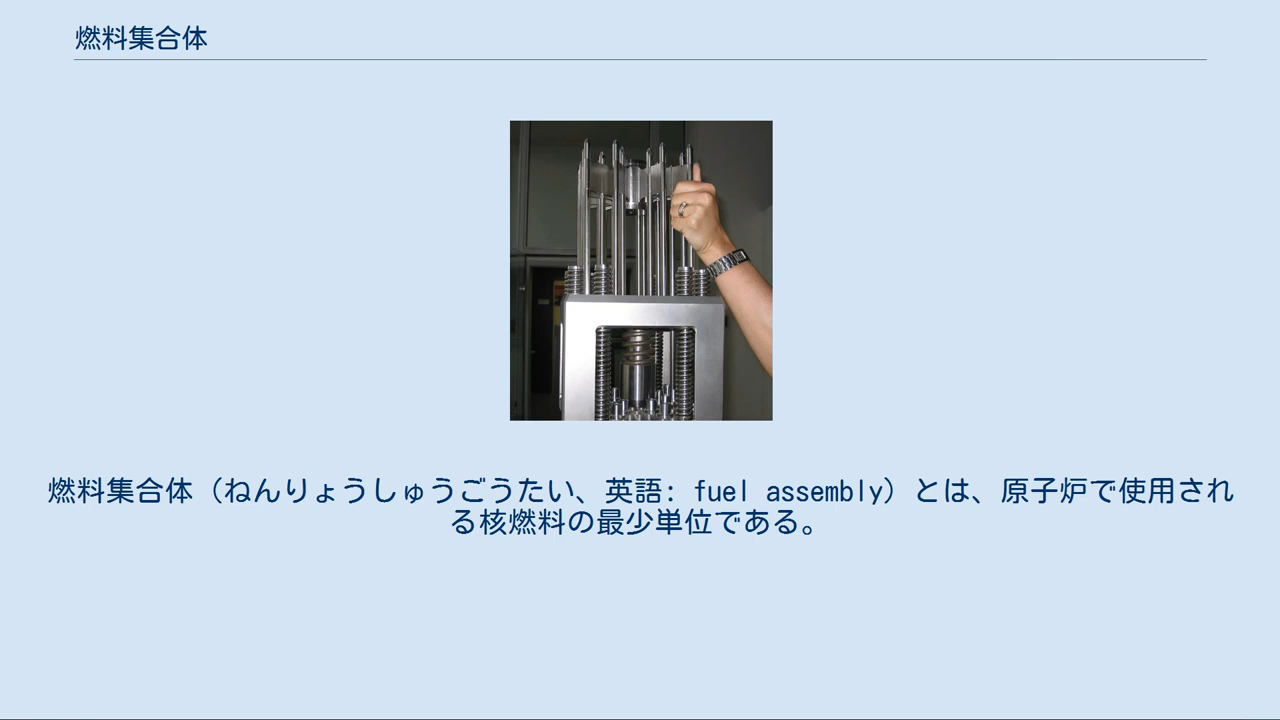 燃料集合体
燃料集合体（ねんりょうしゅうごうたい、英語: fuel assembly）とは、原子炉で使用され
る核燃料の最少単位である。